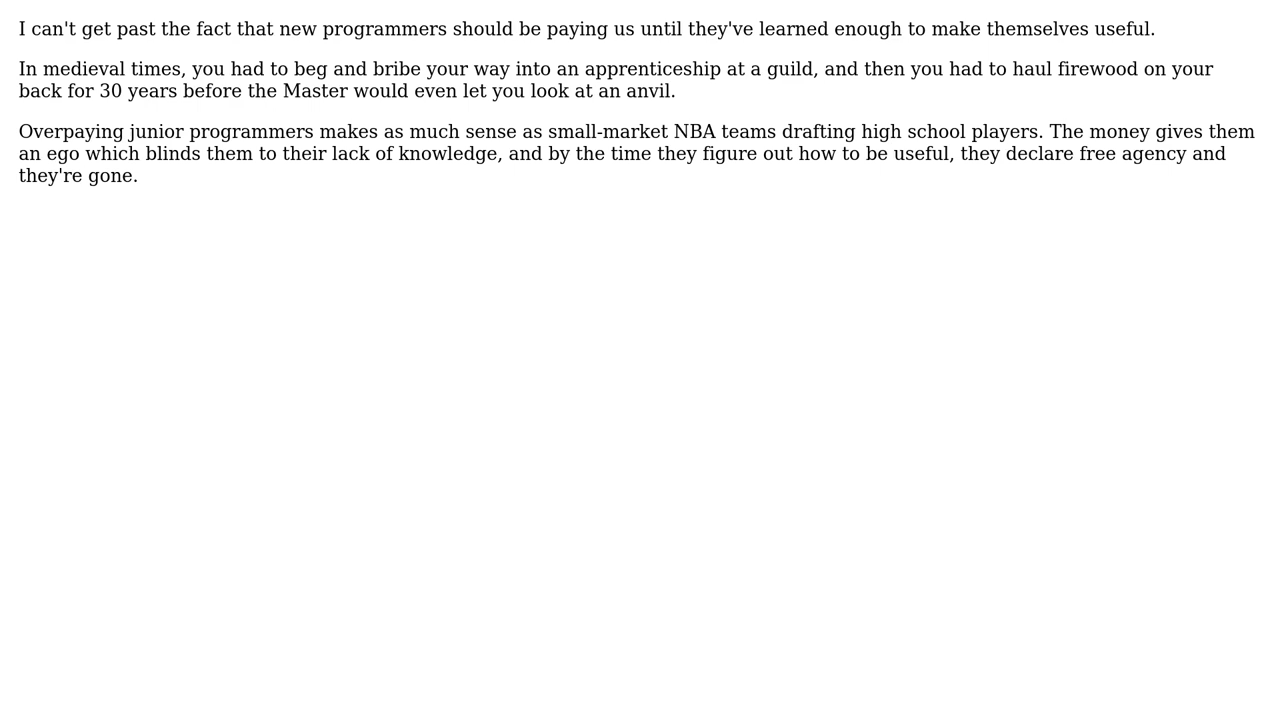 I can't get past the fact that new programmers should be paying us until they've learned enough to make themselves useful.
In medieval times, you had to beg and bribe your way into an apprenticeship at a guild, and then you had to haul firewood on your
back for 30 years before the Master would even let you look at an anvil.
Overpaying junior programmers makes as much sense as small-market NBA teams drafting high school players. The money gives them
an ego which blinds them to their lack of knowledge, and by the time they figure out how to be useful, they declare free agency and
they're gone.